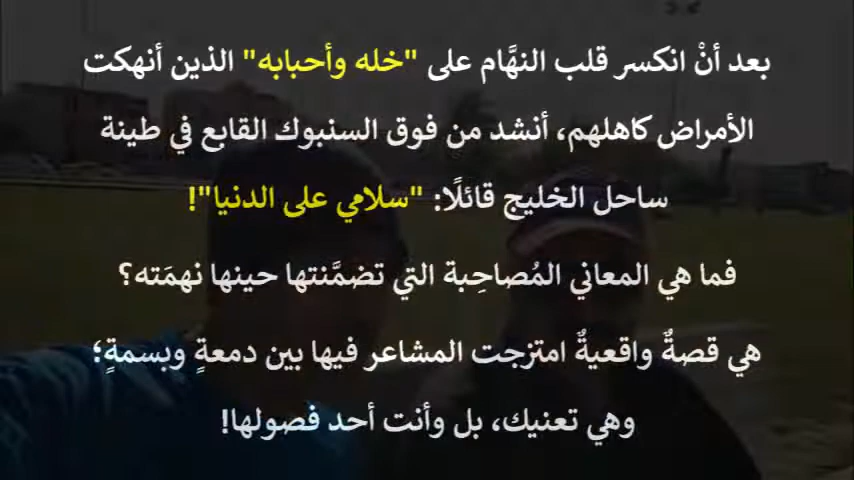 بعد أنْ انكسر قلب النهَّام على "خله وأحبابه" الذين أنهكت
الأمراض كاهلهم، أنشد من فوق السنبوك القابع في طينة
ساحل الخليج قائلًا: "سلامي على الدنيا"!
فما هي المعاني المُصاحِبة التي تضمَّنتها حينها نهمَته؟
هي قصةٌ واقعيةٌ امتزجت المشاعر فيها بين دمعةٍ وبسمةٍ؛
وهي تعنيك، بل وأنت أحد فصولها!